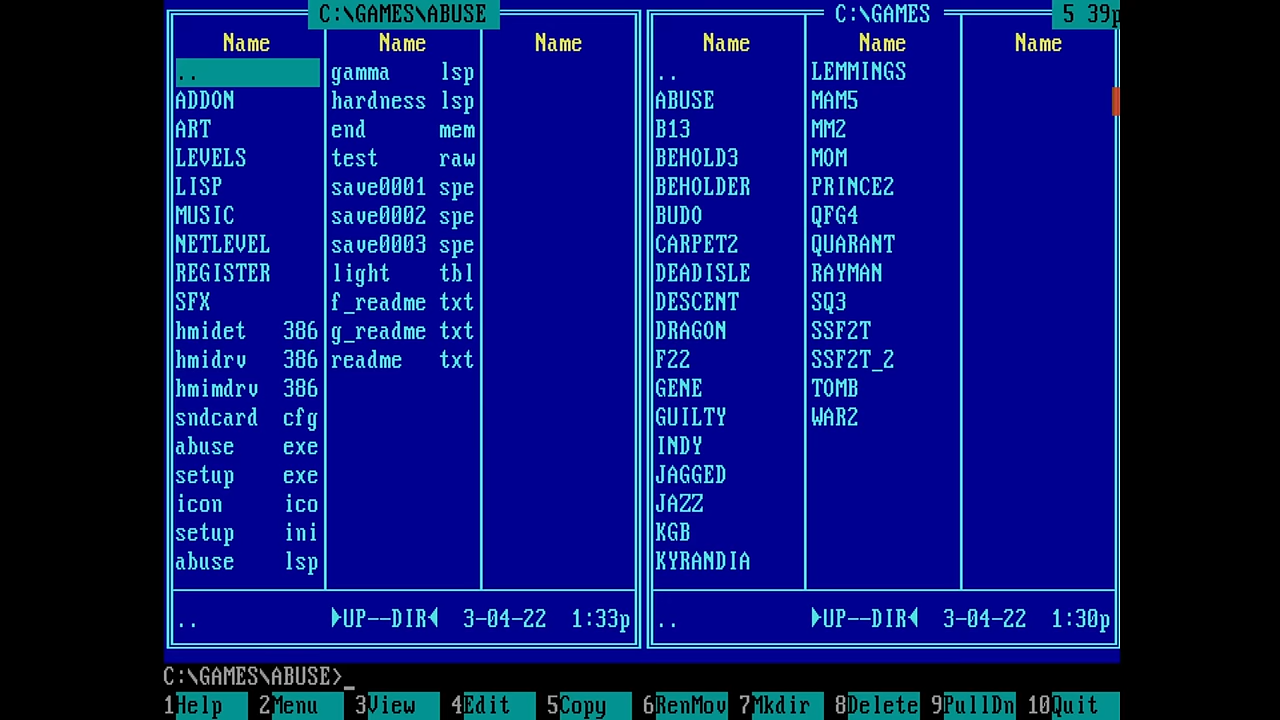 C:\GAMES\ABUSE C:\GAMES 5 39p
Name Name Name Name Name Name
.. gamma lsp .. LEMMINGS
ADDON hardness lsp ABUSE MAM5
ART end mem B13 MM2
LEVELS test raw BEHOLD3 MOM
LISP save0001 spe BEHOLDER PRINCE2
MUSIC save0002 spe BUDO QFG4
NETLEVEL save0003 spe CARPET2 QUARANT
REGISTER light tbl DEADISLE RAYMAN
SFX f_readme txt DESCENT SQ3
hmidet 386 g_readme txt DRAGON SSF2T
hmidrv 386 readme txt F22 SSF2T_2
hmimdrv 386 GENE TOMB
sndcard cfg GUILTY WAR2
abuse exe INDY
setup exe JAGGED
icon ico JAZZ
setup ini KGB
abuse lsp KYRANDIA
.. ►UP--DIR◄ 3-04-22 1:33p .. ►UP--DIR◄ 3-04-22 1:30p
C:\GAMES\ABUSE>_
1Help 2Menu 3View 4Edit 5Copy 6RenMov 7Mkdir 8Delete 9PullDn 10Quit